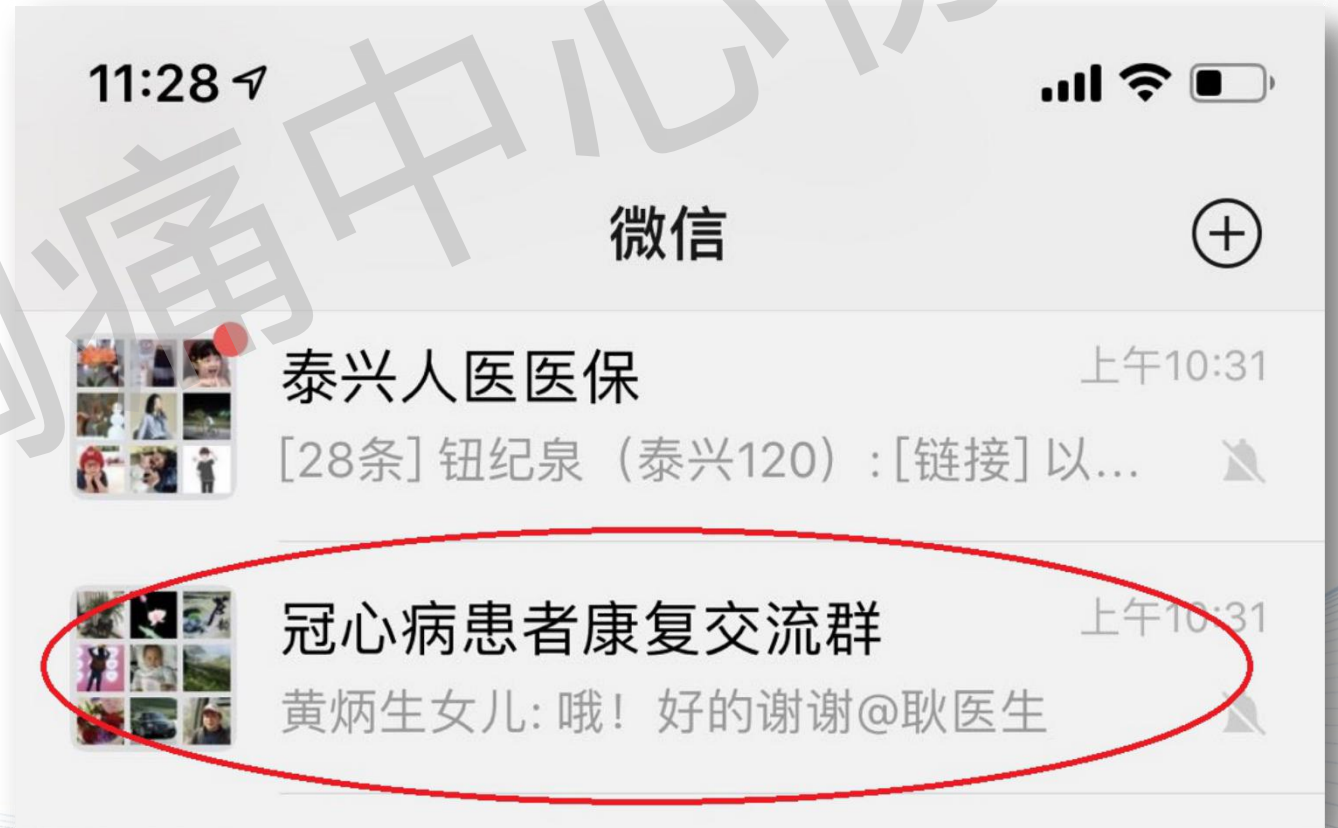 11:28
微信
泰兴人医医保
上午10:31
[28条] 钮纪泉（泰兴120）: [链接] 以...
冠心病患者康复交流群
上午10:31
黄炳生女儿: 哦！好的谢谢@耿医生
痛中心